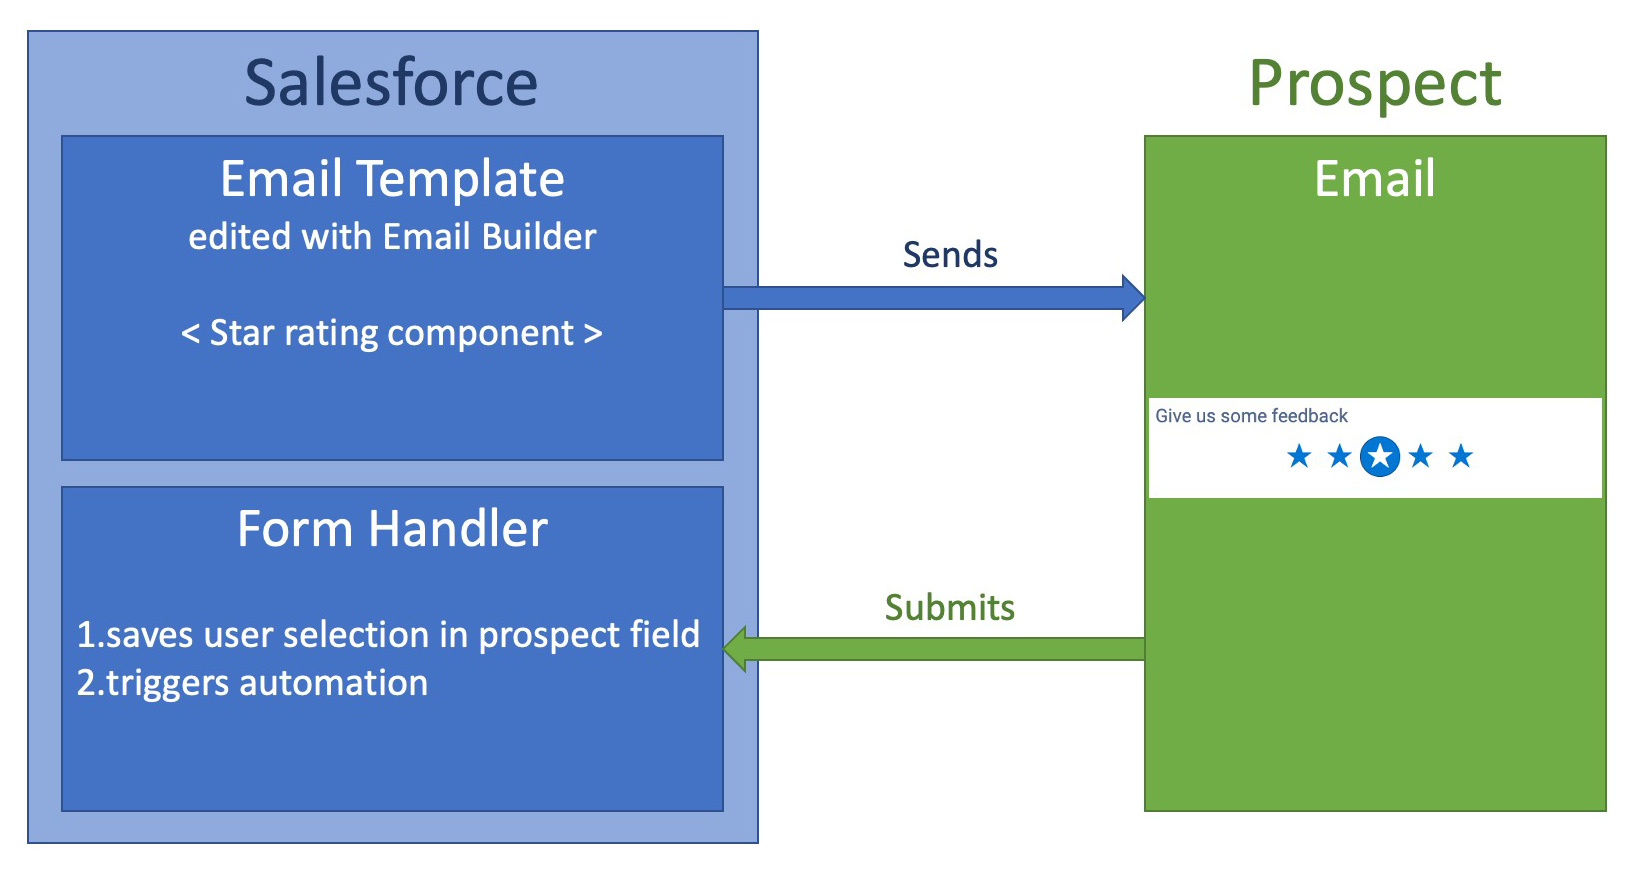 Salesforce
Email Template
edited with Email Builder
< Star rating component >
Form Handler
1.saves user selection in prospect field
2.triggers automation
Sends
Submits
Prospect
Email
Give us some feedback